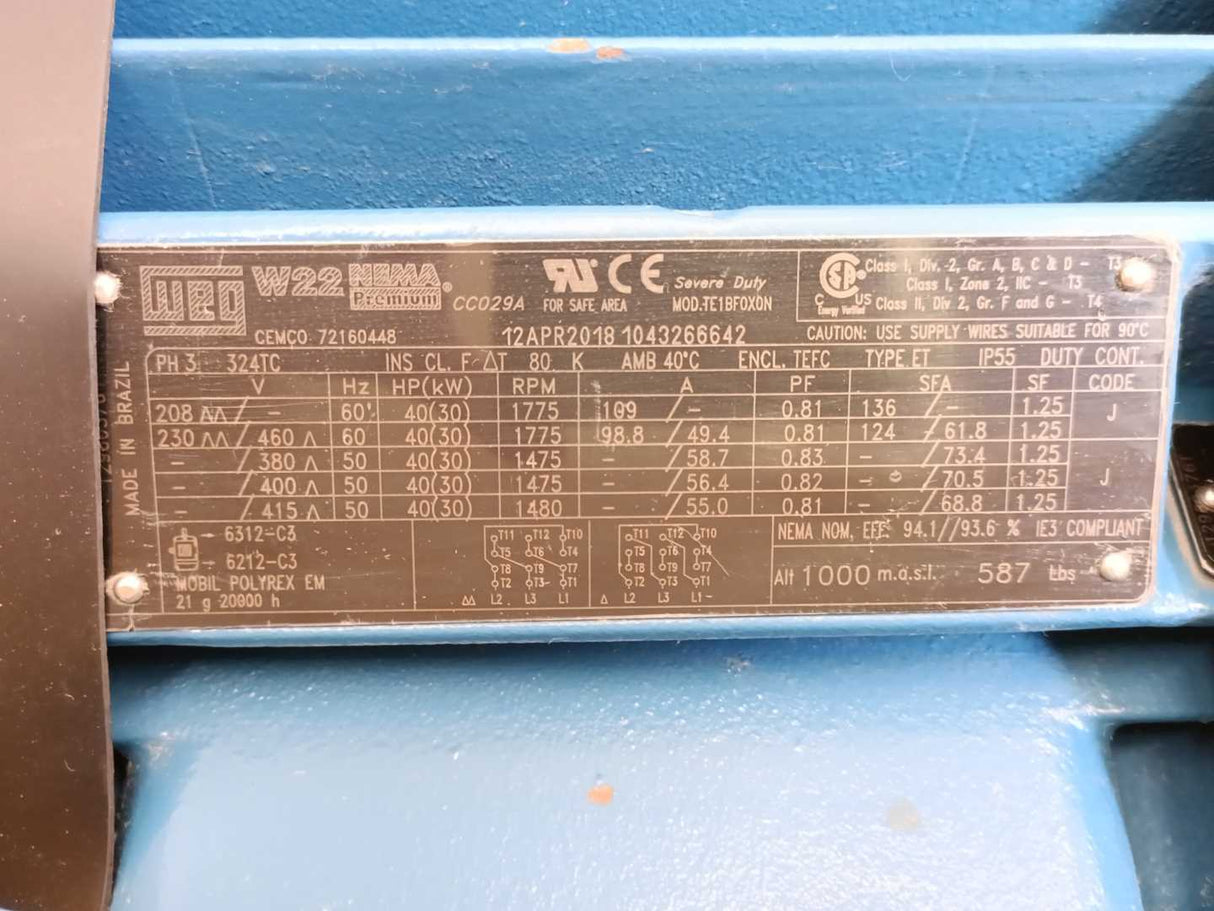 WEG W22 NEMA Premium® CC029A
CEMCO 72160448
FOR SAFE AREA
Severe Duty
MOD.TE1BF0X0N
12APR2018 1043266642
CSA C US Energy Verified
Class I, Div. 2, Gr. A, B, C & D - T3
Class I, Zone 2, IIC - T3
Class II, Div 2, Gr. F and G - T4
CAUTION: USE SUPPLY WIRES SUITABLE FOR 90°C
MADE IN BRAZIL
PH 3 324TC INS CL. F ΔT 80 K AMB 40°C ENCL. TEFC TYPE ET IP55 DUTY CONT.
V Hz HP(kW) RPM A PF SFA SF CODE
208 ΔΔ / - 60 40(30) 1775 109 / - 0.81 136 / - 1.25 J
230 ΔΔ / 460 Δ 60 40(30) 1775 98.8 / 49.4 0.81 124 / 61.8 1.25
- / 380 Δ 50 40(30) 1475 - / 58.7 0.83 - / 73.4 1.25 J
- / 400 Δ 50 40(30) 1475 - / 56.4 0.82 - / 70.5 1.25
- / 415 Δ 50 40(30) 1480 - / 55.0 0.81 - / 68.8 1.25
6312-C3
6212-C3
MOBIL POLYREX EM
21 g 20000 h
T11 T12 T10
T5 T6 T4
T8 T9 T7
T2 T3 T1
ΔΔ L2 L3 L1
T11 T12 T10
T5 T6 T4
T8 T9 T7
T2 T3 T1
Δ L2 L3 L1
NEMA NOM. EFF. 94.1//93.6 % IE3 COMPLIANT
Alt 1000 m.a.s.l. 587 Lbs